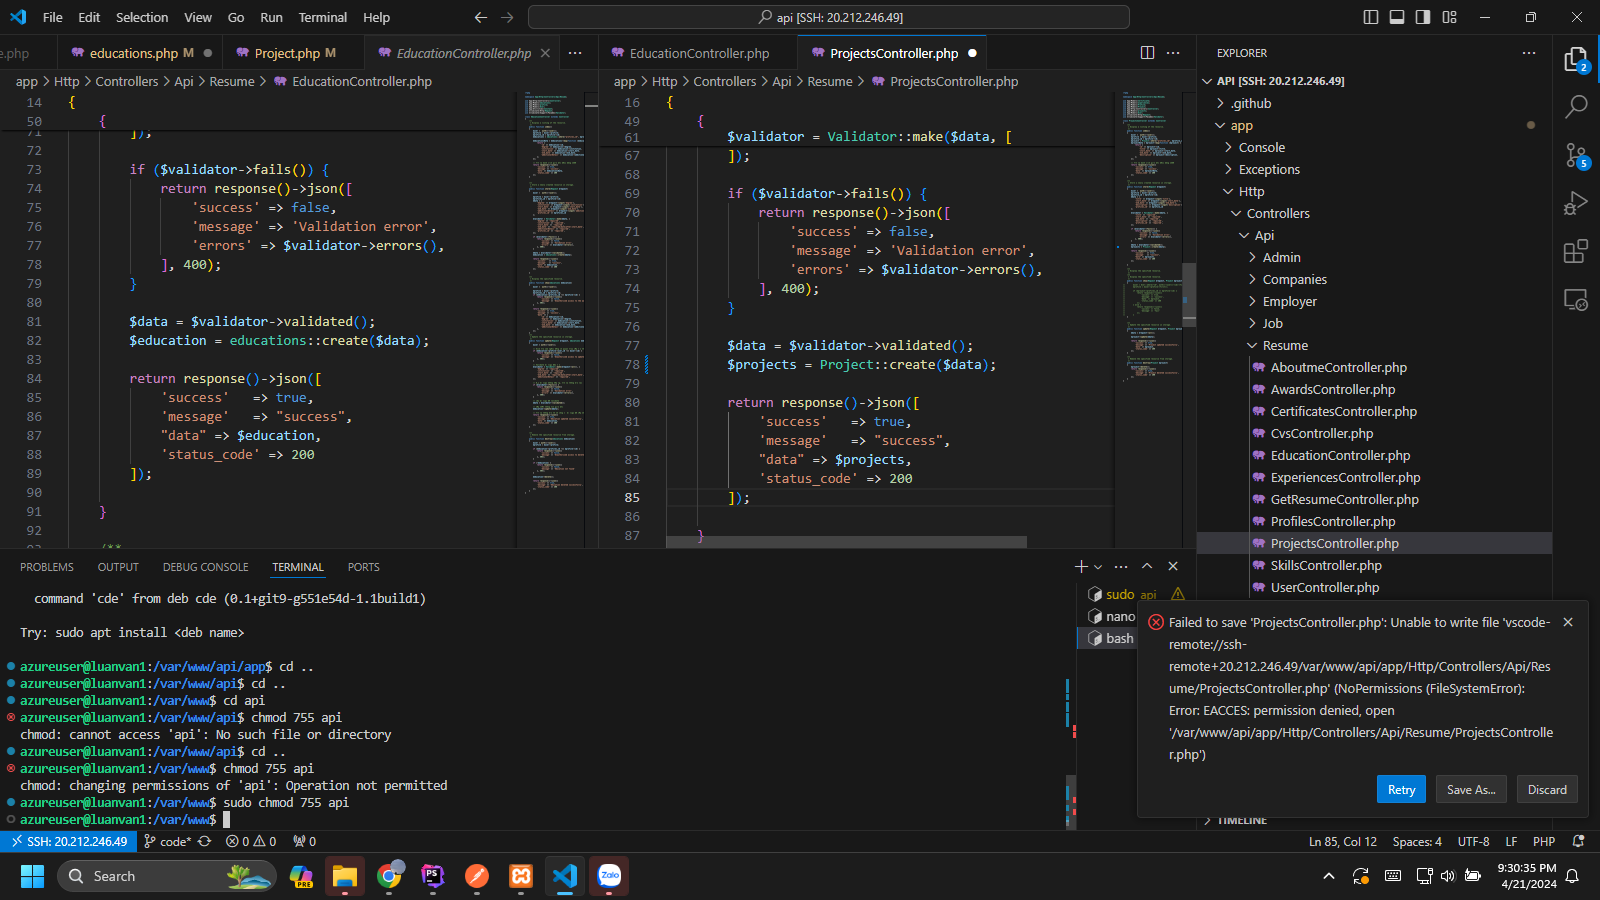 File Edit Selection View Go Run Terminal Help
api [SSH: 20.212.246.49]
e.php
educations.php M
Project.php M
EducationController.php
app > Http > Controllers > Api > Resume > EducationController.php
14 {
50 {
71 ]);
72
73 if ($validator->fails()) {
74 return response()->json([
75 'success' => false,
76 'message' => 'Validation error',
77 'errors' => $validator->errors(),
78 ], 400);
79 }
80
81 $data = $validator->validated();
82 $education = educations::create($data);
83
84 return response()->json([
85 'success' => true,
86 'message' => "success",
87 "data" => $education,
88 'status_code' => 200
89 ]);
90
91 }
92
93 /**
EducationController.php
ProjectsController.php
app > Http > Controllers > Api > Resume > ProjectsController.php
16 {
49 {
61 $validator = Validator::make($data, [
67 ]);
68
69 if ($validator->fails()) {
70 return response()->json([
71 'success' => false,
72 'message' => 'Validation error',
73 'errors' => $validator->errors(),
74 ], 400);
75 }
76
77 $data = $validator->validated();
78 $projects = Project::create($data);
79
80 return response()->json([
81 'success' => true,
82 'message' => "success",
83 "data" => $projects,
84 'status_code' => 200
85 ]);
86
87 }
EXPLORER
API [SSH: 20.212.246.49]
.github
app
Console
Exceptions
Http
Controllers
Api
Admin
Companies
Employer
Job
Resume
AboutmeController.php
AwardsController.php
CertificatesController.php
CvsController.php
EducationController.php
ExperiencesController.php
GetResumeController.php
ProfilesController.php
ProjectsController.php
SkillsController.php
UserController.php
TIMELINE
2
5
PROBLEMS OUTPUT DEBUG CONSOLE TERMINAL PORTS
command 'cde' from deb cde (0.1+git9-g551e54d-1.1build1)
Try: sudo apt install <deb name>
azureuser@luanvan1:/var/www/api/app$ cd ..
azureuser@luanvan1:/var/www/api$ cd ..
azureuser@luanvan1:/var/www$ cd api
azureuser@luanvan1:/var/www/api$ chmod 755 api
chmod: cannot access 'api': No such file or directory
azureuser@luanvan1:/var/www/api$ cd ..
azureuser@luanvan1:/var/www$ chmod 755 api
chmod: changing permissions of 'api': Operation not permitted
azureuser@luanvan1:/var/www$ sudo chmod 755 api
azureuser@luanvan1:/var/www$
sudo api
nano
bash
Failed to save 'ProjectsController.php': Unable to write file 'vscode-
remote://ssh-
remote+20.212.246.49/var/www/api/app/Http/Controllers/Api/Res
ume/ProjectsController.php' (NoPermissions (FileSystemError):
Error: EACCES: permission denied, open
'/var/www/api/app/Http/Controllers/Api/Resume/ProjectsControlle
r.php')
Retry Save As... Discard
SSH: 20.212.246.49 code* 0 0 0
Ln 85, Col 12 Spaces: 4 UTF-8 LF PHP
Search
PRE
PS
Zalo
9:30:35 PM
4/21/2024